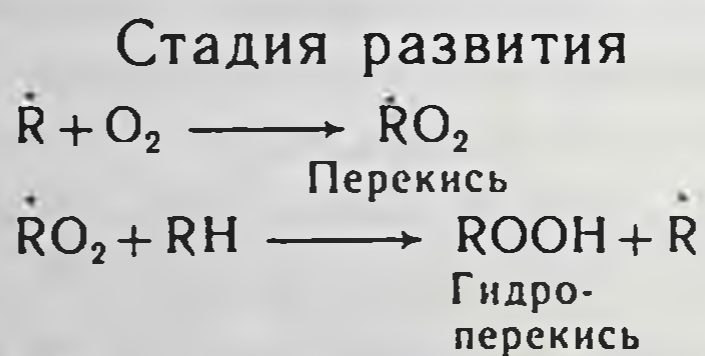 Стадия развития
Ṙ + O₂ ⟶ ṘO₂
Перекись
ṘO₂ + RH ⟶ ROOH + Ṙ
Гидро-
перекись